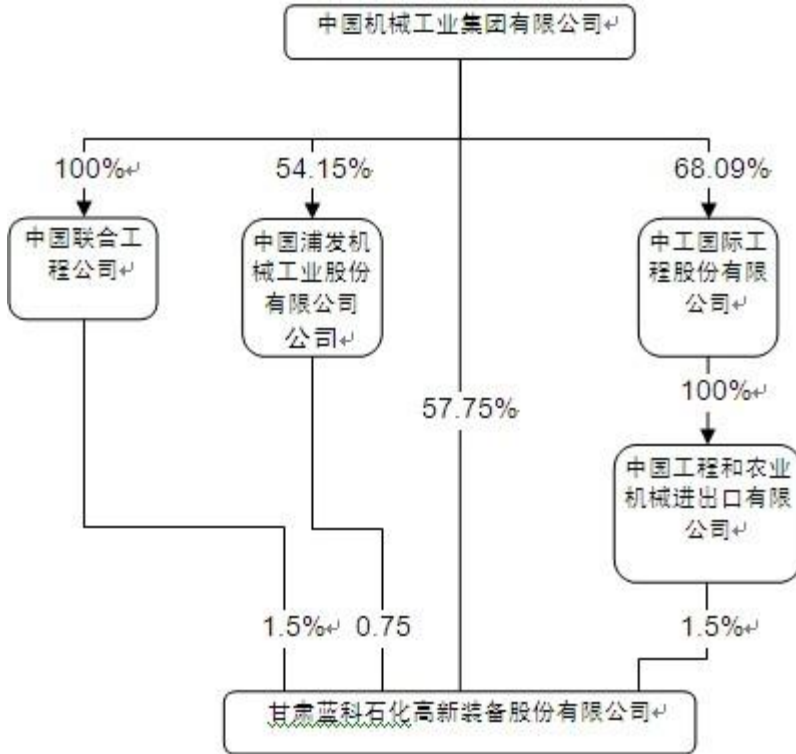 中国机械工业集团有限公司↵
100%↵
54.15%
68.09%
中国联合工
程公司↵
中国浦发机
械工业股份
有限公司
公司↵
中工国际工
程股份有限
公司↵
57.75%
100%↵
中国工程和农业
机械进出口有限
公司↵
1.5%↵
0.75
1.5%↵
甘肃蓝科石化高新装备股份有限公司↵